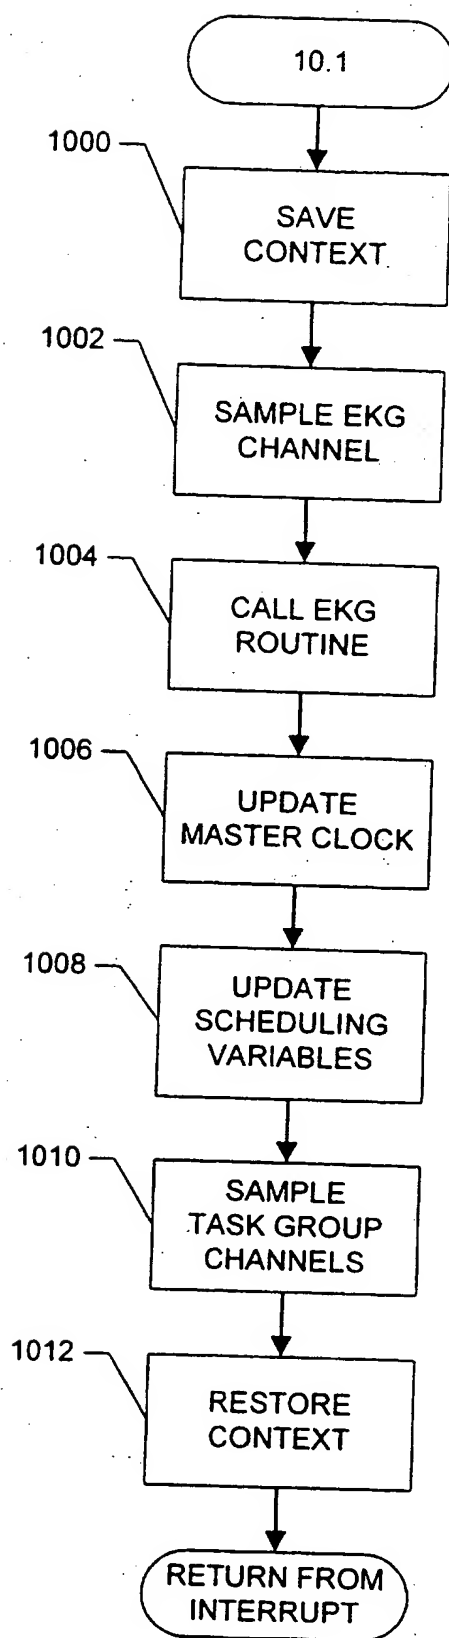 10.1
1000
SAVE
CONTEXT
1002
SAMPLE EKG
CHANNEL
1004
CALL EKG
ROUTINE
1006
UPDATE
MASTER CLOCK
1008
UPDATE
SCHEDULING
VARIABLES
1010
SAMPLE
TASK GROUP
CHANNELS
1012
RESTORE
CONTEXT
RETURN FROM
INTERRUPT